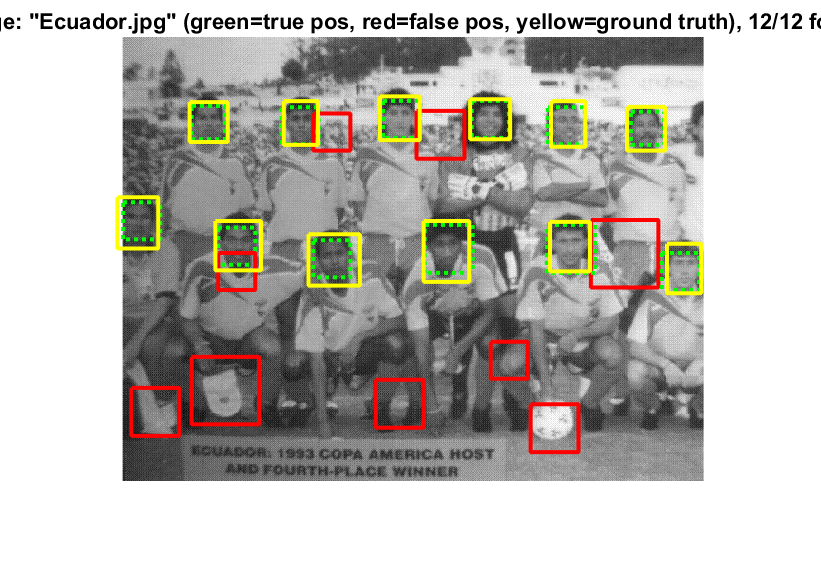 ge: "Ecuador.jpg" (green=true pos, red=false pos, yellow=ground truth), 12/12 fo
ECUADOR: 1993 COPA AMERICA HOST
AND FOURTH-PLACE WINNER